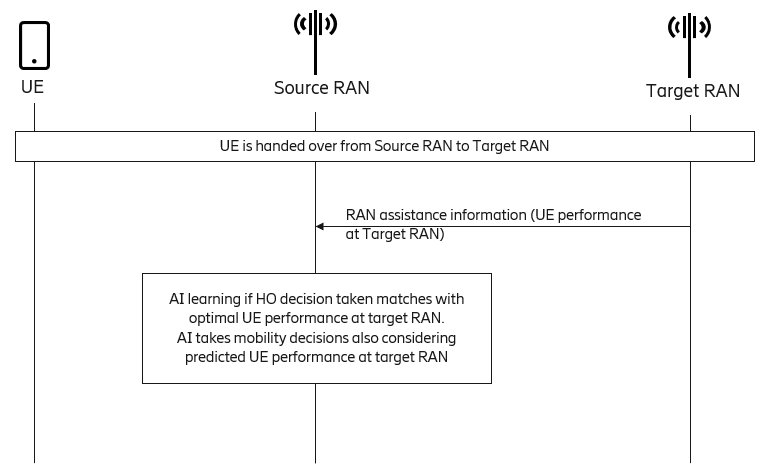 UE
Source RAN
Target RAN
UE is handed over from Source RAN to Target RAN
RAN assistance information (UE performance
at Target RAN)
AI learning if HO decision taken matches with
optimal UE performance at target RAN.
AI takes mobility decisions also considering
predicted UE performance at target RAN